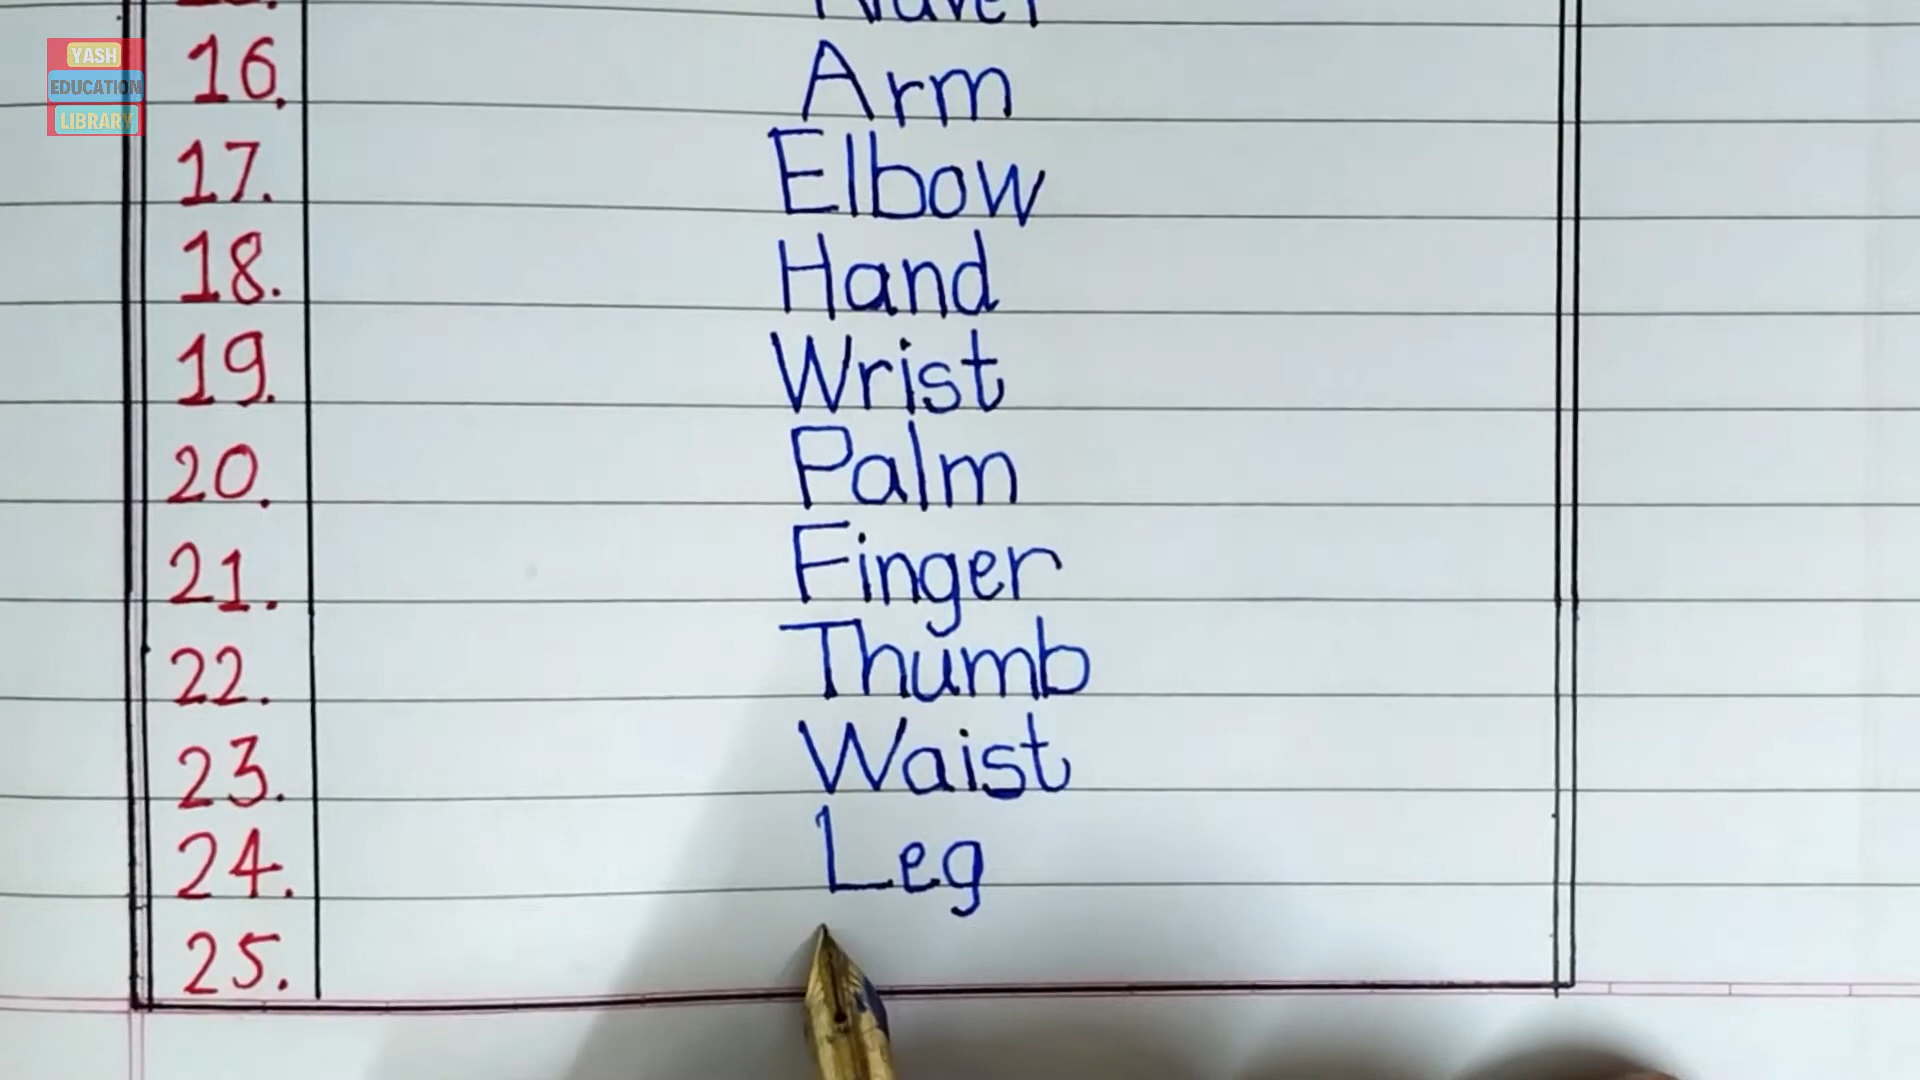 YASH
EDUCATION
LIBRARY
Navel
16. Arm
17. Elbow
18. Hand
19. Wrist
20. Palm
21. Finger
22. Thumb
23. Waist
24. Leg
25.